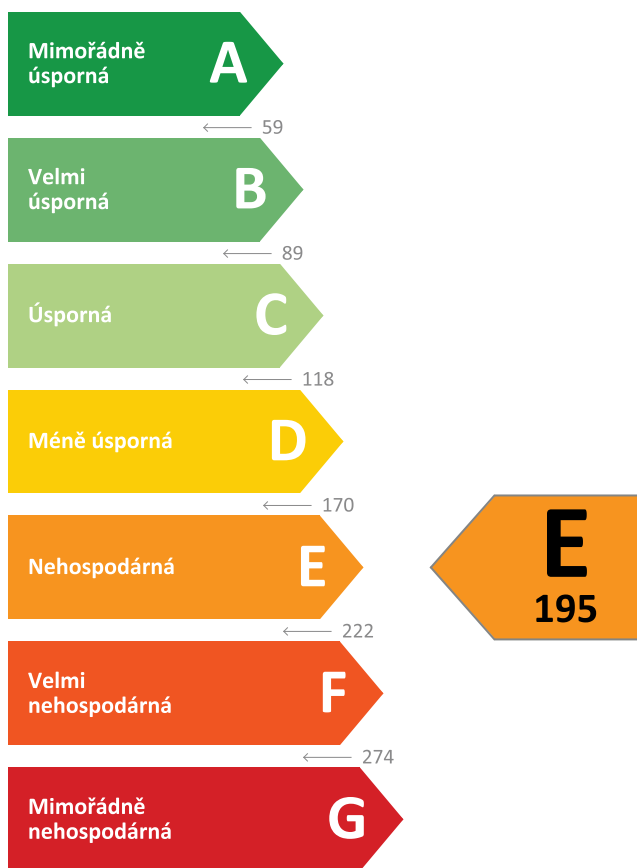 Mimořádně
úsporná
A
59
Velmi
úsporná
B
89
Úsporná
C
118
Méně úsporná
D
170
Nehospodárná
E
222
E
195
Velmi
nehospodárná
F
274
Mimořádně
nehospodárná
G